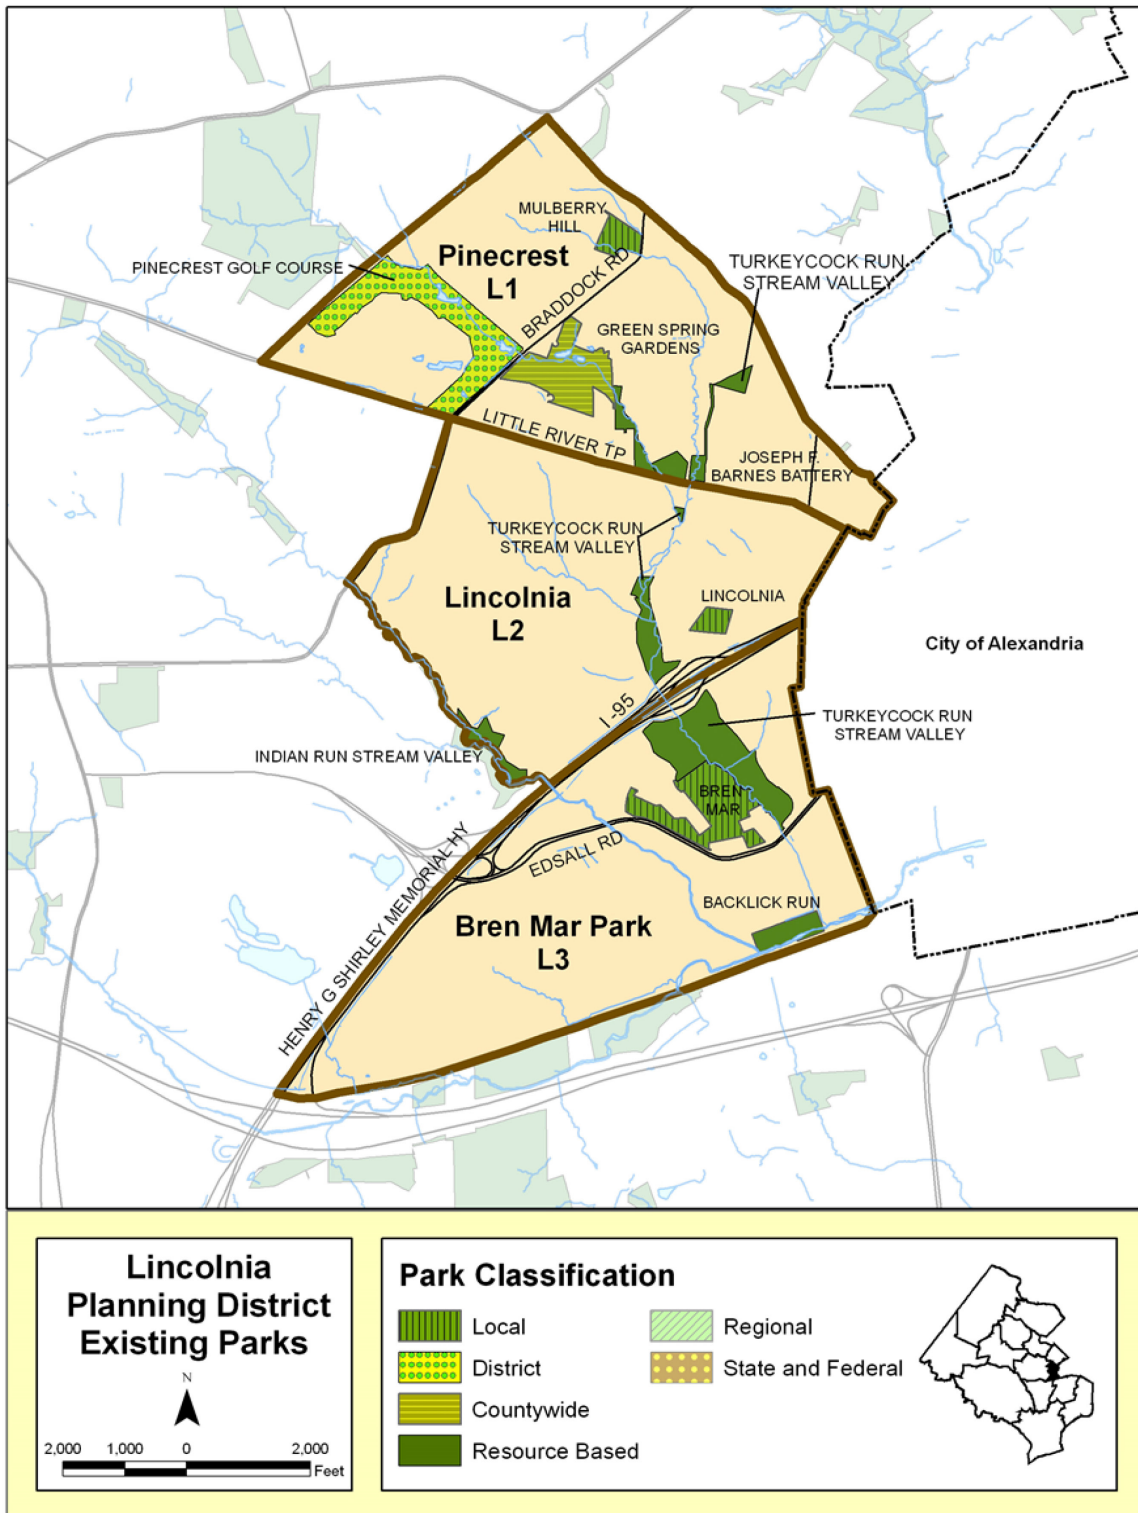 MULBERRY
HILL
Pinecrest
L1
PINECREST GOLF COURSE
BRADDOCK RD
TURKEYCOCK RUN
STREAM VALLEY
GREEN SPRING
GARDENS
LITTLE RIVER TP
JOSEPH F.
BARNES BATTERY
TURKEYCOCK RUN
STREAM VALLEY
Lincolnia
L2
LINCOLNIA
City of Alexandria
I -95
TURKEYCOCK RUN
STREAM VALLEY
INDIAN RUN STREAM VALLEY
BREN
MAR
EDSALL RD
HENRY G SHIRLEY MEMORIAL HY
BACKLICK RUN
Bren Mar Park
L3
Lincolnia
Planning District
Existing Parks
N
2,000 1,000 0 2,000
Feet
Park Classification
Local
District
Countywide
Resource Based
Regional
State and Federal